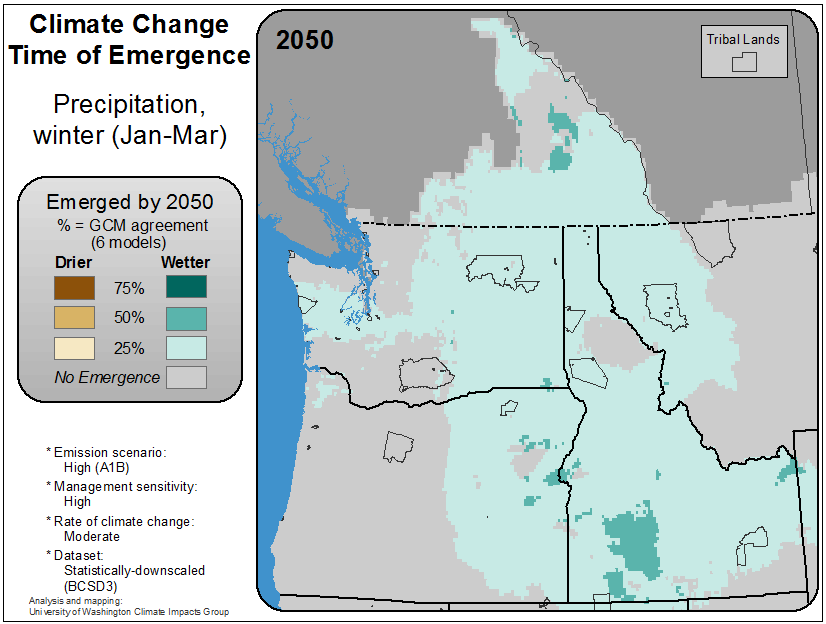 Climate Change
Time of Emergence
Precipitation,
winter (Jan-Mar)
Emerged by 2050
% = GCM agreement
(6 models)
Drier Wetter
75%
50%
25%
No Emergence
* Emission scenario:
High (A1B)
* Management sensitivity:
High
* Rate of climate change:
Moderate
* Dataset:
Statistically-downscaled
(BCSD3)
Analysis and mapping:
University of Washington Climate Impacts Group
2050
Tribal Lands